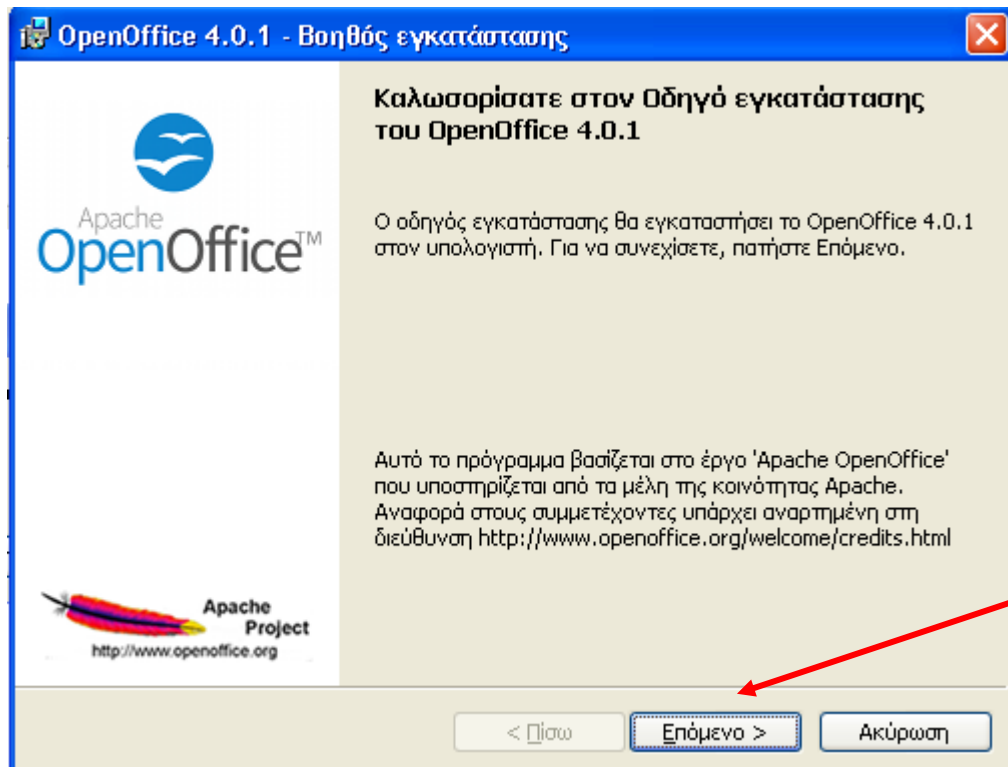 OpenOffice 4.0.1 - Βοηθός εγκατάστασης
Καλωσορίσατε στον Οδηγό εγκατάστασης
του OpenOffice 4.0.1
Apache
OpenOffice™
Ο οδηγός εγκατάστασης θα εγκαταστήσει το OpenOffice 4.0.1
στον υπολογιστή. Για να συνεχίσετε, πατήστε Επόμενο.
Αυτό το πρόγραμμα βασίζεται στο έργο 'Apache OpenOffice'
που υποστηρίζεται από τα μέλη της κοινότητας Apache.
Αναφορά στους συμμετέχοντες υπάρχει αναρτημένη στη
διεύθυνση http://www.openoffice.org/welcome/credits.html
Apache
Project
http://www.openoffice.org
< Πίσω
Επόμενο >
Ακύρωση